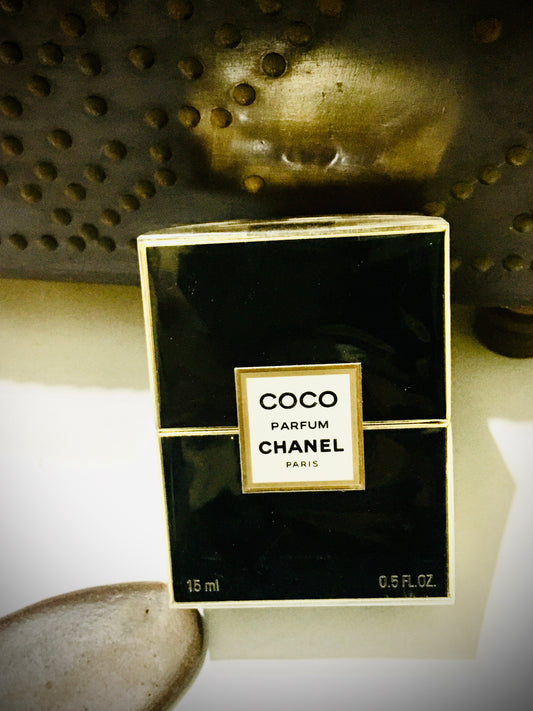 COCO
PARFUM
CHANEL
PARIS
15 ml 0.5 FL.OZ.